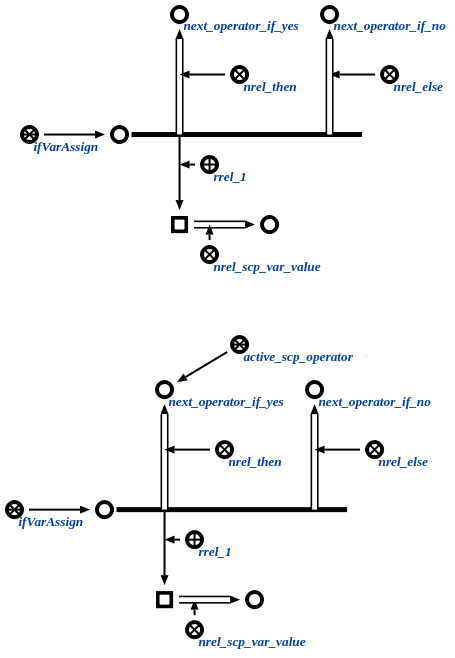 next_operator_if_yes next_operator_if_no
nrel_then nrel_else
ifVarAssign
rrel_1
nrel_scp_var_value
active_scp_operator
next_operator_if_yes next_operator_if_no
nrel_then nrel_else
ifVarAssign
rrel_1
nrel_scp_var_value